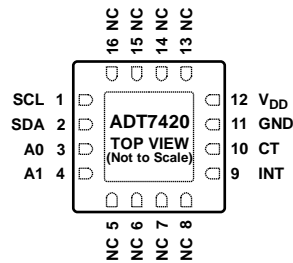 16 NC
15 NC
14 NC
13 NC
SCL 1
SDA 2
A0 3
A1 4
ADT7420
TOP VIEW
(Not to Scale)
12 VDD
11 GND
10 CT
9 INT
NC 5
NC 6
NC 7
NC 8